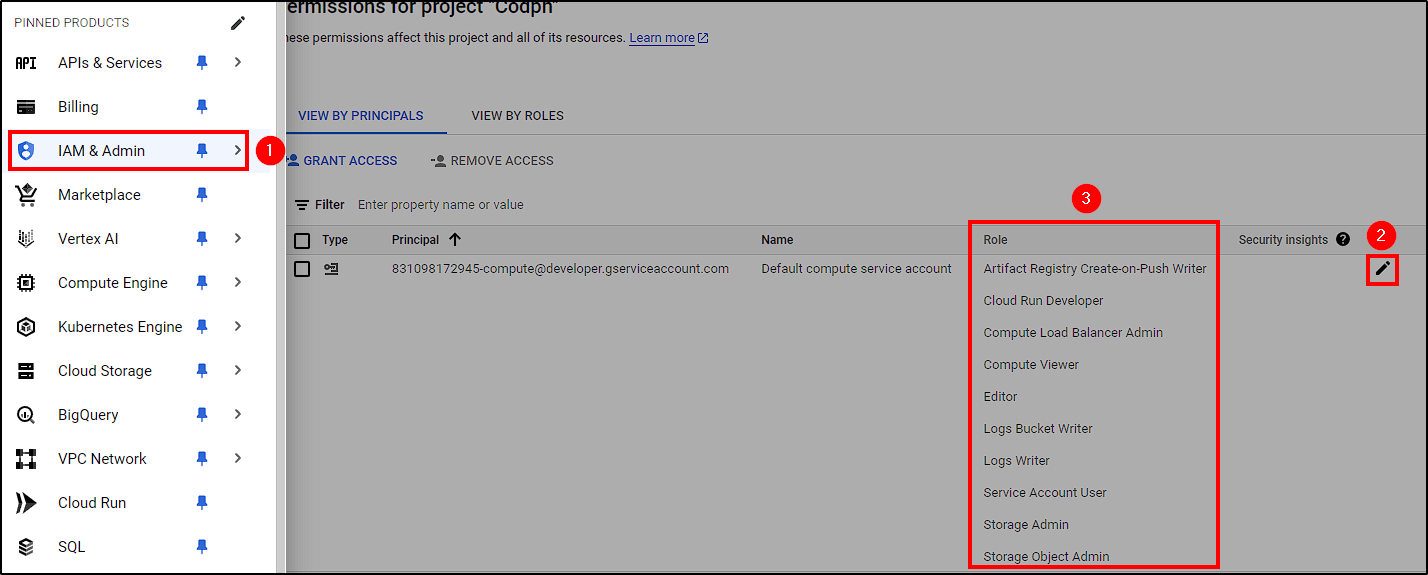 PINNED PRODUCTS
API APIs & Services
Billing
IAM & Admin
1
Marketplace
Vertex AI
Compute Engine
Kubernetes Engine
Cloud Storage
BigQuery
VPC Network
Cloud Run
SQL
ermissions for project "Codph"
hese permissions affect this project and all of its resources. Learn more
VIEW BY PRINCIPALS VIEW BY ROLES
GRANT ACCESS REMOVE ACCESS
3
Filter Enter property name or value
2
Type Principal Name Role Security insights ?
831098172945-compute@developer.gserviceaccount.com Default compute service account Artifact Registry Create-on-Push Writer
Cloud Run Developer
Compute Load Balancer Admin
Compute Viewer
Editor
Logs Bucket Writer
Logs Writer
Service Account User
Storage Admin
Storage Object Admin